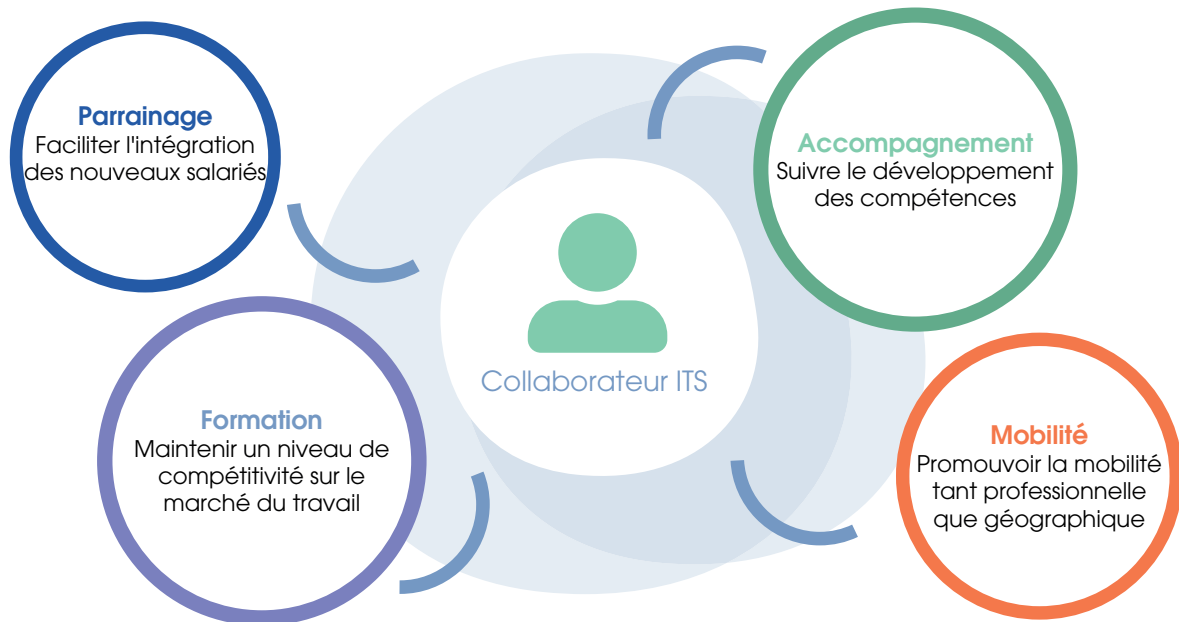 Parrainage
Faciliter l'intégration
des nouveaux salariés
Accompagnement
Suivre le développement
des compétences
Collaborateur ITS
Formation
Maintenir un niveau de
compétitivité sur le
marché du travail
Mobilité
Promouvoir la mobilité
tant professionnelle
que géographique